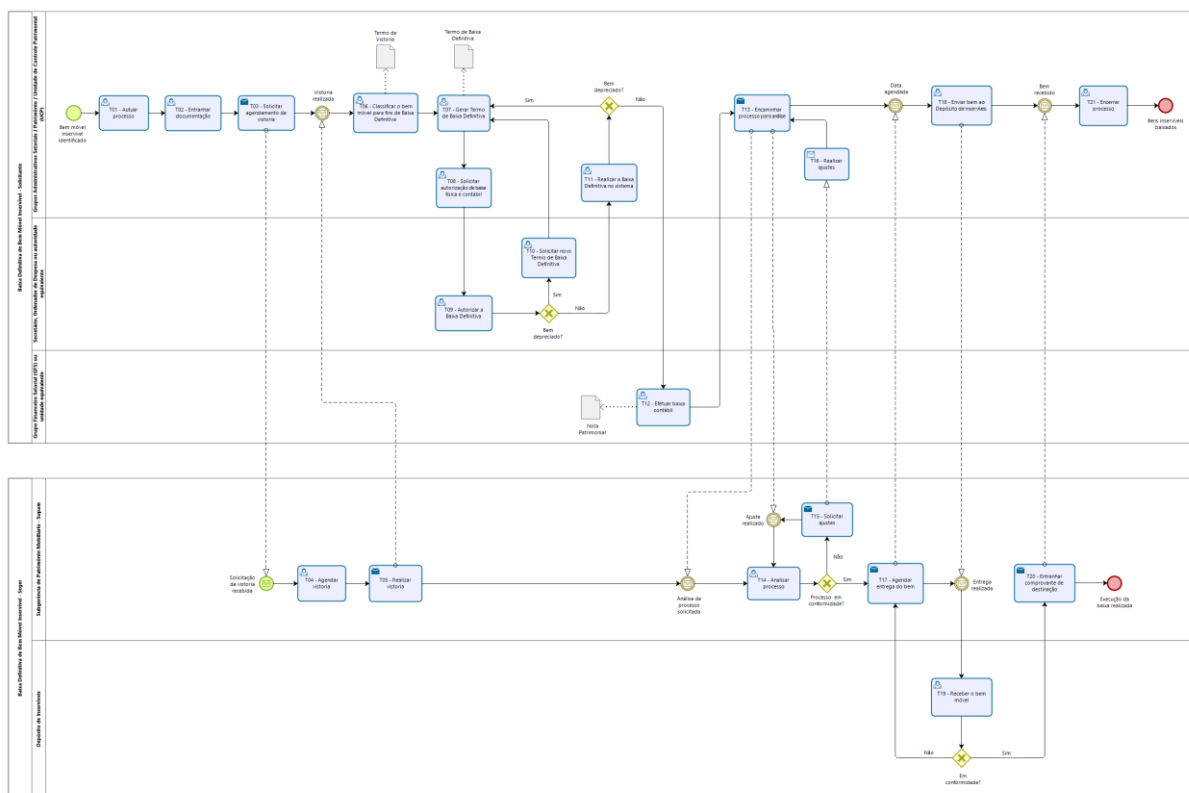 Baixa Definitiva de Bem Móvel Inservível - Solicitante
Grupos Administrativos Setoriais / Patrimônio / Unidade de Controle Patrimonial
(UCP)
Bem móvel
inservível
identificado
T01 - Autuar
processo
T02 - Entranhar
documentação
T03 - Solicitar
agendamento de
vistoria
Vistoria
realizada
Termo de
Vistoria
T06 - Classificar o bem
móvel para fins de Baixa
Definitiva
Termo de Baixa
Definitiva
T07 - Gerar Termo
de Baixa Definitiva
T08 - Solicitar
autorização de baixa
física e contábil
Sim
Bem
depreciado?
Não
T11 - Realizar a Baixa
Definitiva no sistema
T13 - Encaminhar
processo para análise
T16 - Realizar
ajustes
Data
agendada
T18 - Enviar bem ao
Depósito de Inservíveis
Bem
recebido
T21 - Encerrar
processo
Bens inservíveis
baixados
Secretário, Ordenador de Despesa ou autoridade
equivalente
T10 - Solicitar novo
Termo de Baixa
Definitiva
Sim
T09 - Autorizar a
Baixa Definitiva
Não
Bem
depreciado?
Grupo Financeiro Setorial (GFS) ou
unidade equivalente
T12 - Efetuar baixa
contábil
Nota
Patrimonial
Baixa Definitiva de Bem Móvel Inservível - Seger
Subgerência de Patrimônio Mobiliário - Supam
Solicitação
de vistoria
recebida
T04 - Agendar
vistoria
T05 - Realizar
vistoria
Análise de
processo
solicitada
Ajuste
realizado
T15 - Solicitar
ajustes
Não
T14 - Analisar
processo
Sim
Processo em
conformidade?
T17 - Agendar
entrega do bem
Entrega
realizada
T20 - Entranhar
comprovante de
destinação
Execução da
baixa realizada
Depósito de Inservíveis
T19 - Receber o bem
móvel
Não
Sim
Em
conformidade?